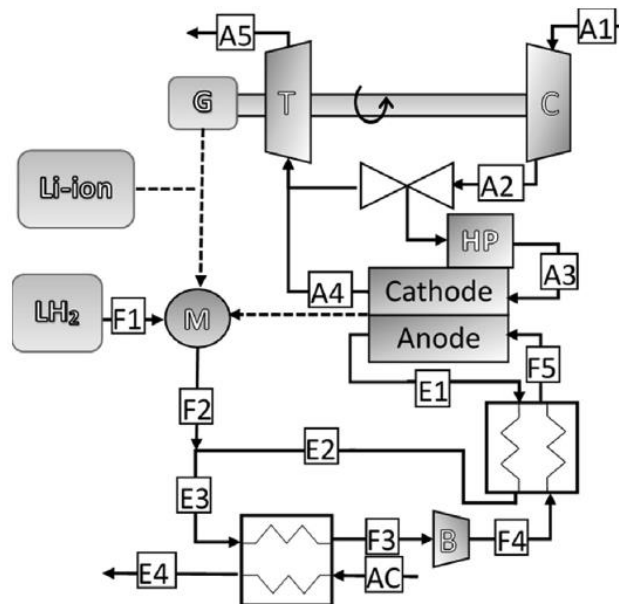 A5
A1
G
T
C
Li-ion
A2
HP
A3
LH₂
F1
M
A4
Cathode
Anode
F5
E1
F2
E2
E3
F3
B
F4
E4
AC